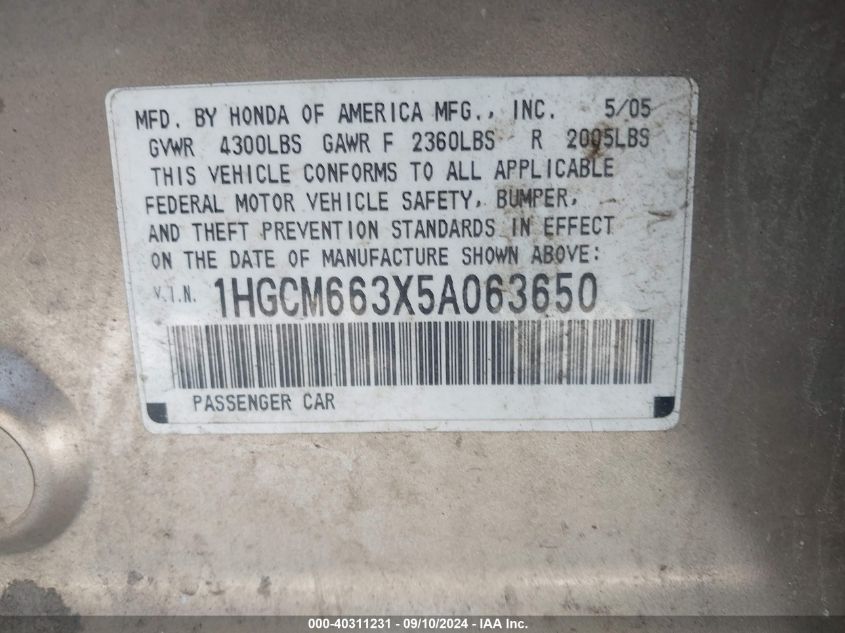 MFD. BY HONDA OF AMERICA MFG., INC. 5/05
GVWR 4300LBS GAWR F 2360LBS R 2005LBS
THIS VEHICLE CONFORMS TO ALL APPLICABLE
FEDERAL MOTOR VEHICLE SAFETY, BUMPER,
AND THEFT PREVENTION STANDARDS IN EFFECT
ON THE DATE OF MANUFACTURE SHOWN ABOVE:
V.I.N. 1HGCM663X5A063650
PASSENGER CAR
000-40311231 - 09/10/2024 - IAA Inc.